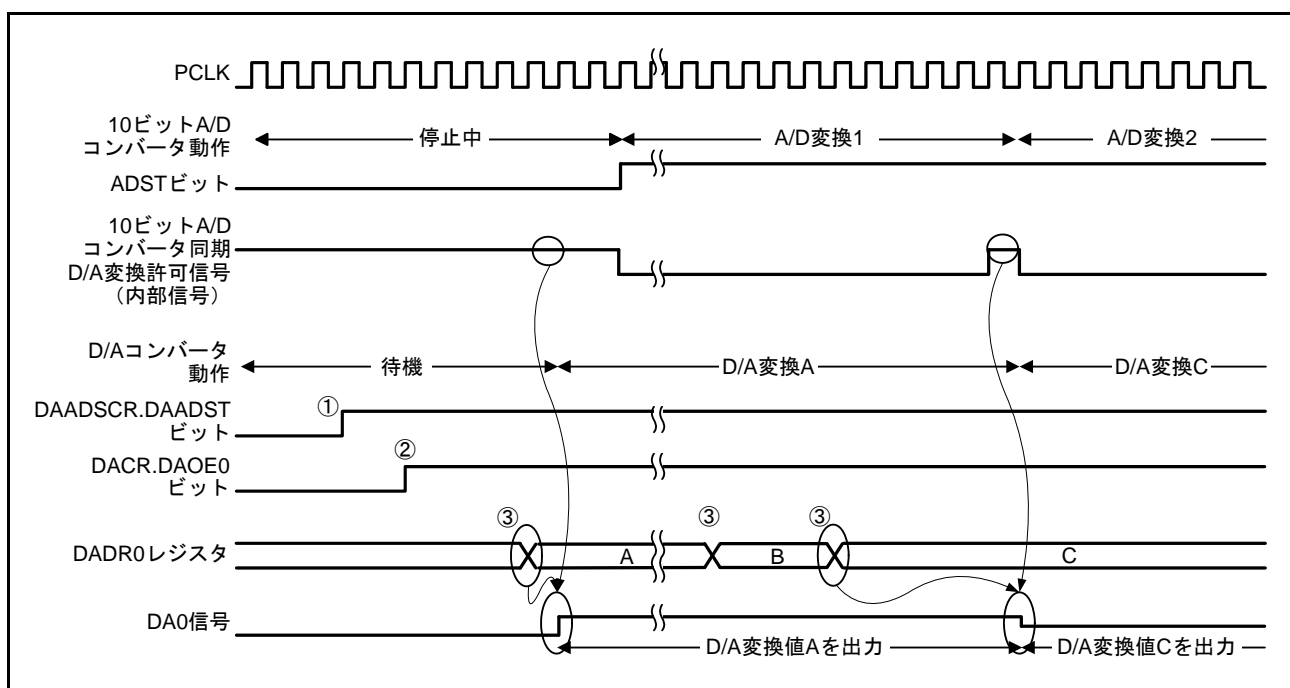 PCLK
10ビットA/D
コンバータ動作
停止中
A/D変換1
A/D変換2
ADSTビット
10ビットA/D
コンバータ同期
D/A変換許可信号
（内部信号）
D/Aコンバータ
動作
待機
D/A変換A
D/A変換C
DAADSCR.DAADST
ビット
①
DACR.DAOE0
ビット
②
③
③
③
DADR0レジスタ
A
B
C
DA0信号
D/A変換値Aを出力
D/A変換値Cを出力